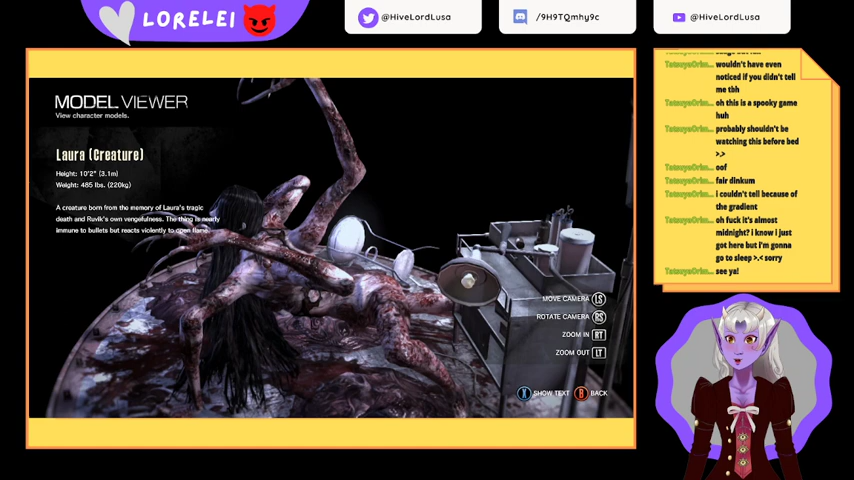 LORELEI
@HiveLordLusa
/9H9TQmhy9c
@HiveLordLusa
MODEL VIEWER
View character models.
Laura (Creature)
Height: 10'2" (3.1m)
Weight: 485 lbs. (220kg)
A creature born from the memory of Laura's tragic
death and Ruvik's own vengefulness. The thing is nearly
immune to bullets but reacts violently to open flame.
MOVE CAMERA LS
ROTATE CAMERA RS
ZOOM IN RT
ZOOM OUT LT
X SHOW TEXT B BACK
wouldn't have even
noticed if you didn't tell
me tbh
oh this is a spooky game
huh
probably shouldn't be
watching this before bed
>.>
oof
fair dinkum
i couldn't tell because of
the gradient
oh fuck it's almost
midnight? i know i just
got here but i'm gonna
go to sleep >.< sorry
see ya!